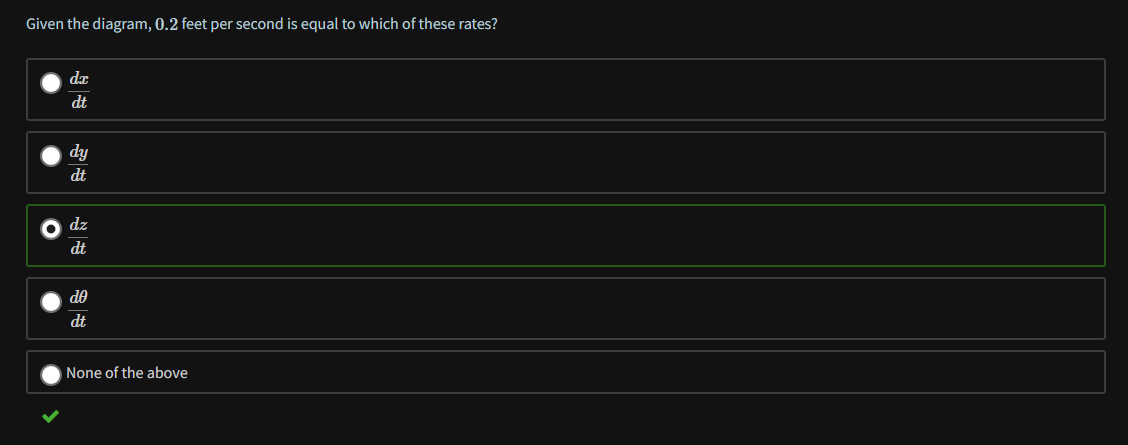 Given the diagram, 0.2 feet per second is equal to which of these rates?
dx
dt
dy
dt
dz
dt
dθ
dt
None of the above